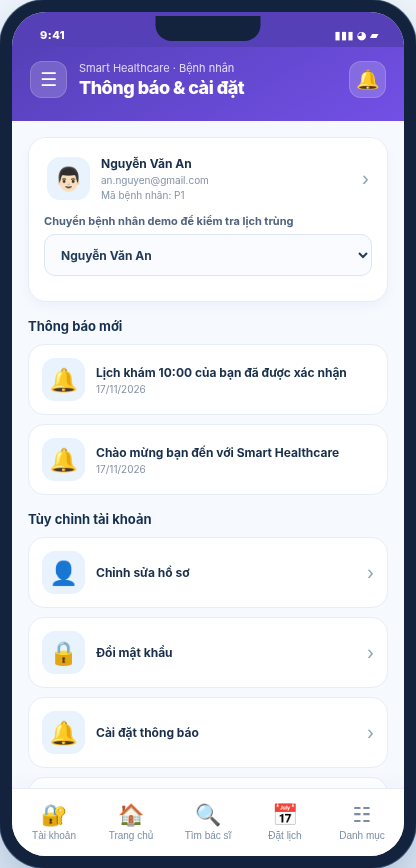 9:41
Smart Healthcare · Bệnh nhân
Thông báo & cài đặt
Nguyễn Văn An
an.nguyen@gmail.com
Mã bệnh nhân: P1
Chuyển bệnh nhân demo để kiểm tra lịch trùng
Nguyễn Văn An
Thông báo mới
Lịch khám 10:00 của bạn đã được xác nhận
17/11/2026
Chào mừng bạn đến với Smart Healthcare
17/11/2026
Tùy chỉnh tài khoản
Chỉnh sửa hồ sơ
Đổi mật khẩu
Cài đặt thông báo
Tài khoản
Trang chủ
Tìm bác sĩ
Đặt lịch
Danh mục